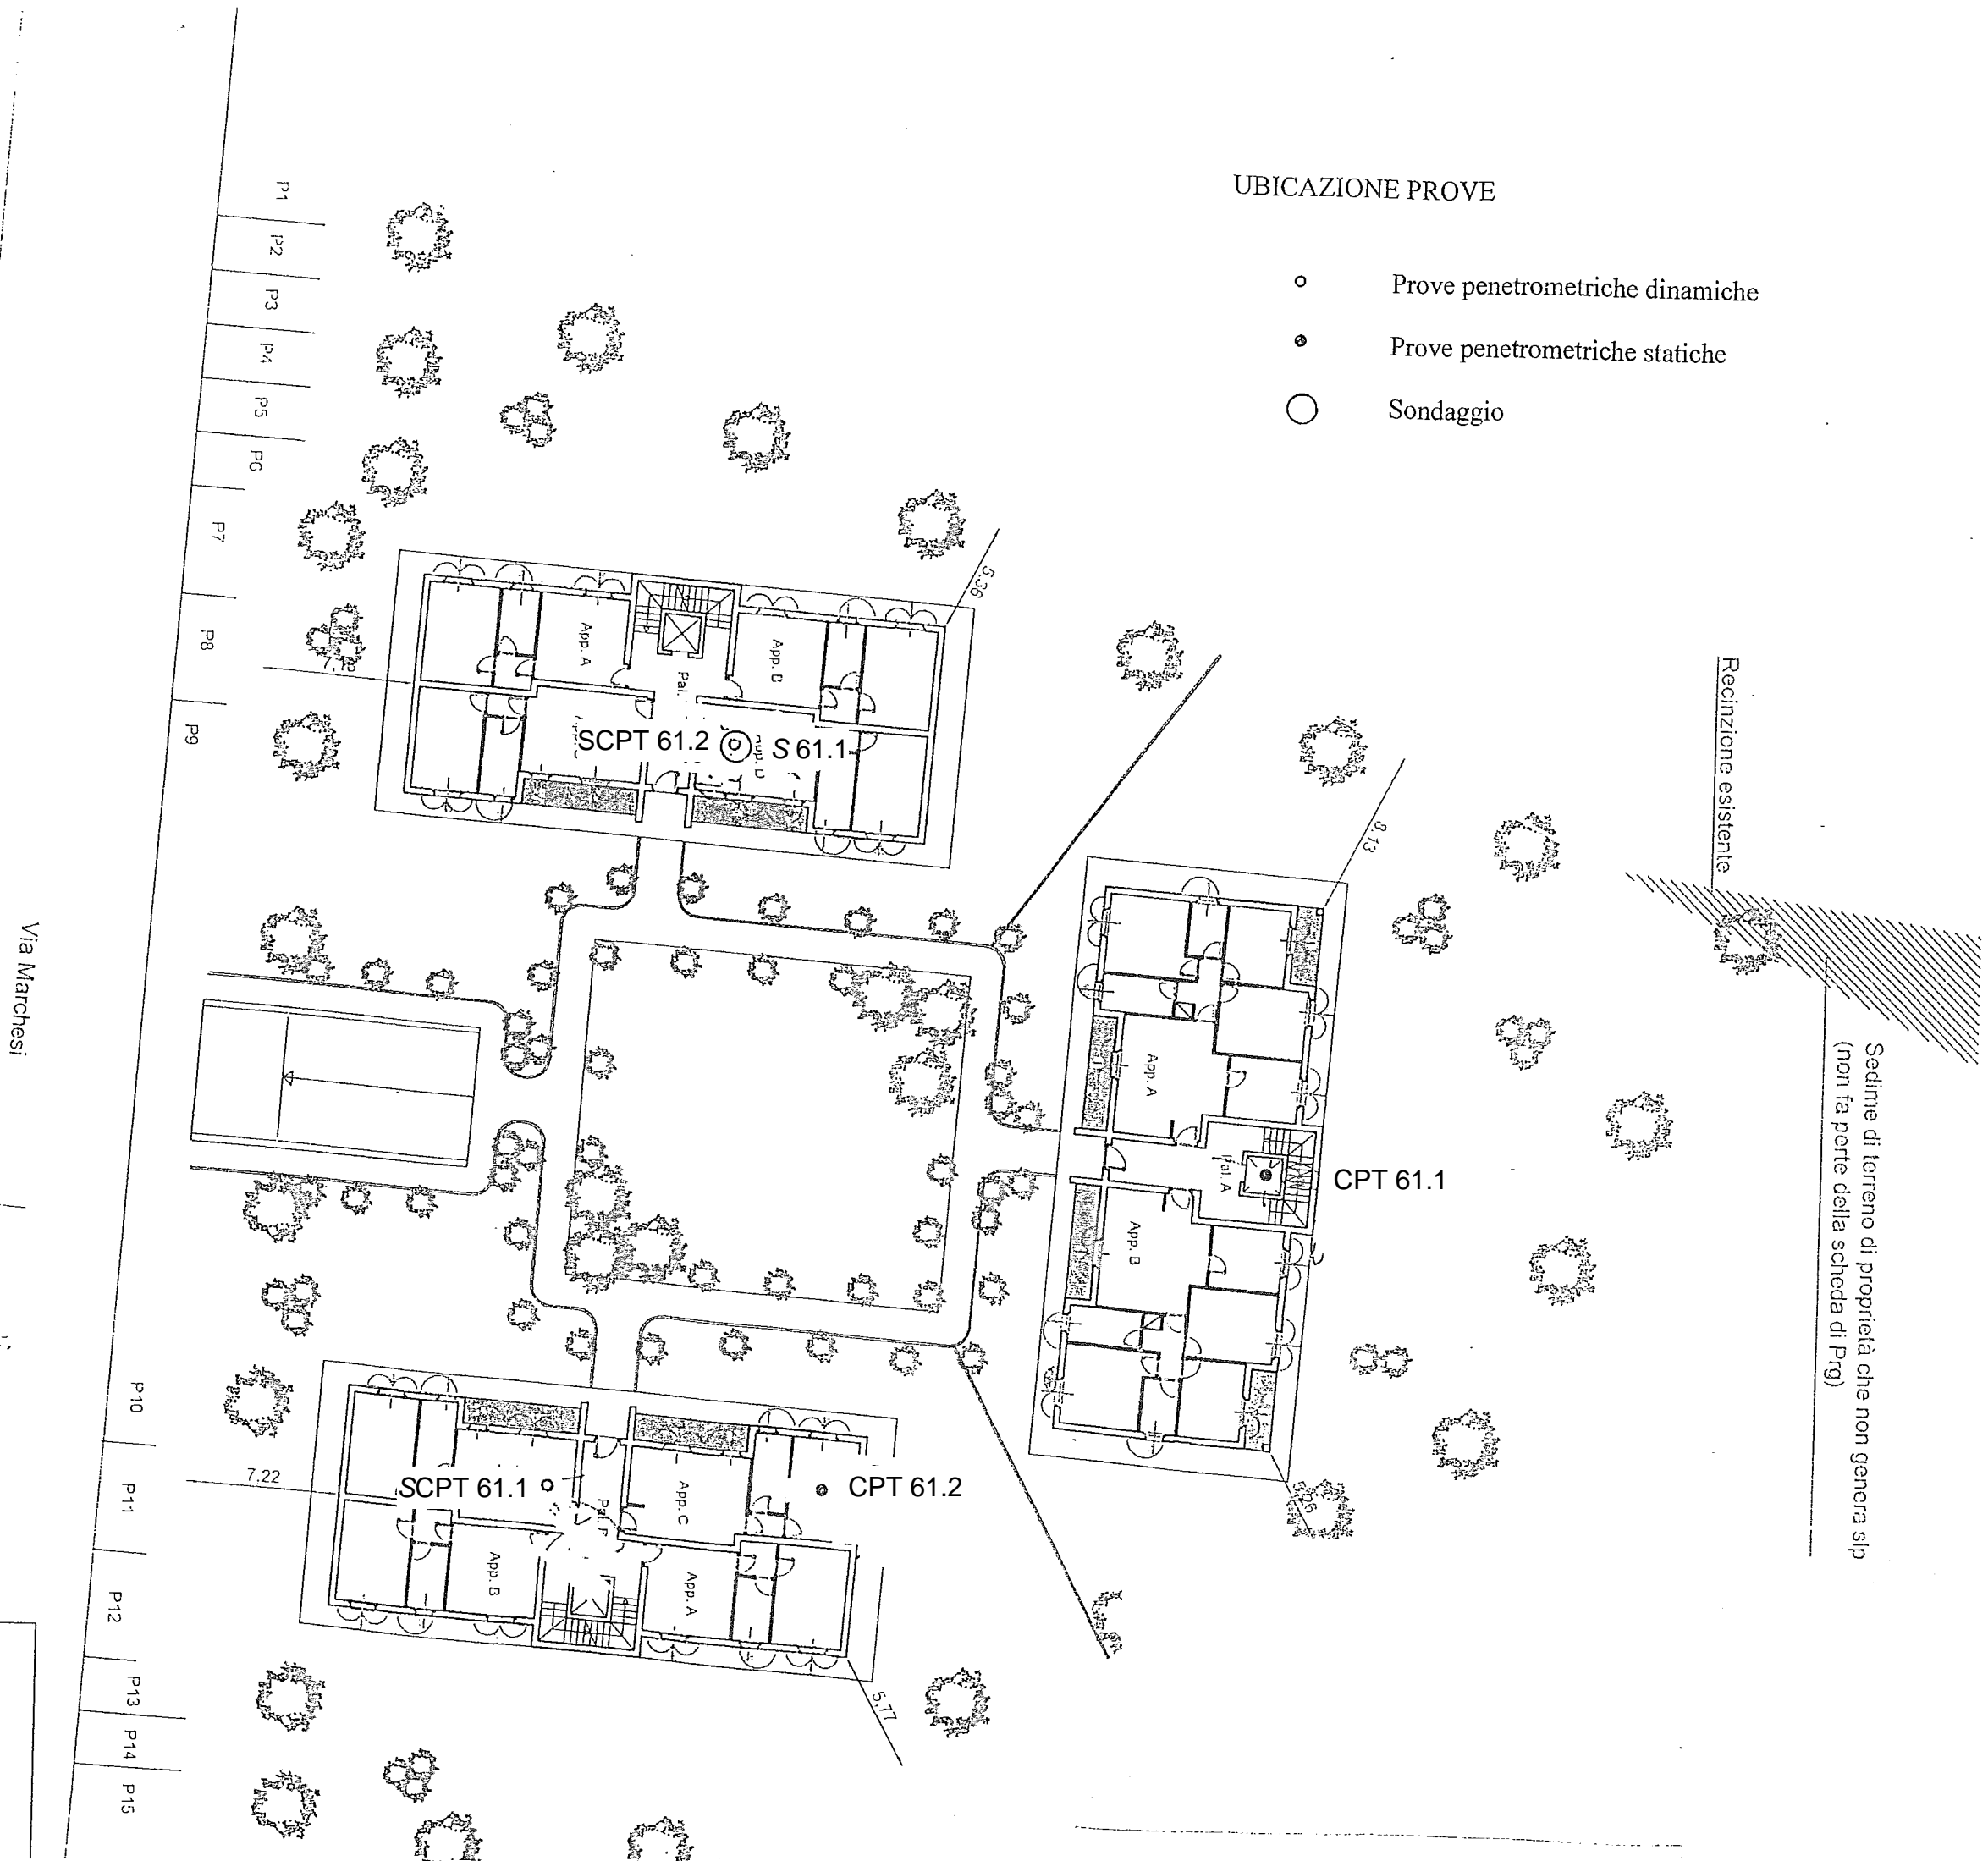 UBICAZIONE PROVE
Prove penetrometriche dinamiche
Prove penetrometriche statiche
Sondaggio
P1
P2
P3
P4
P5
P6
P7
P8
P9
5.36
App. A
App. B
Pal.
SCPT 61.2
S 61.1
8.13
Recinzione esistente
Via Marchesi
App. A
Pal. A
CPT 61.1
App. B
Sedime di terreno di proprietà che non genera slp
(non fa perte della scheda di Prg)
P10
P11
P12
P13
P14
P15
7.22
SCPT 61.1
App. C
CPT 61.2
App. B
App. A
5,77